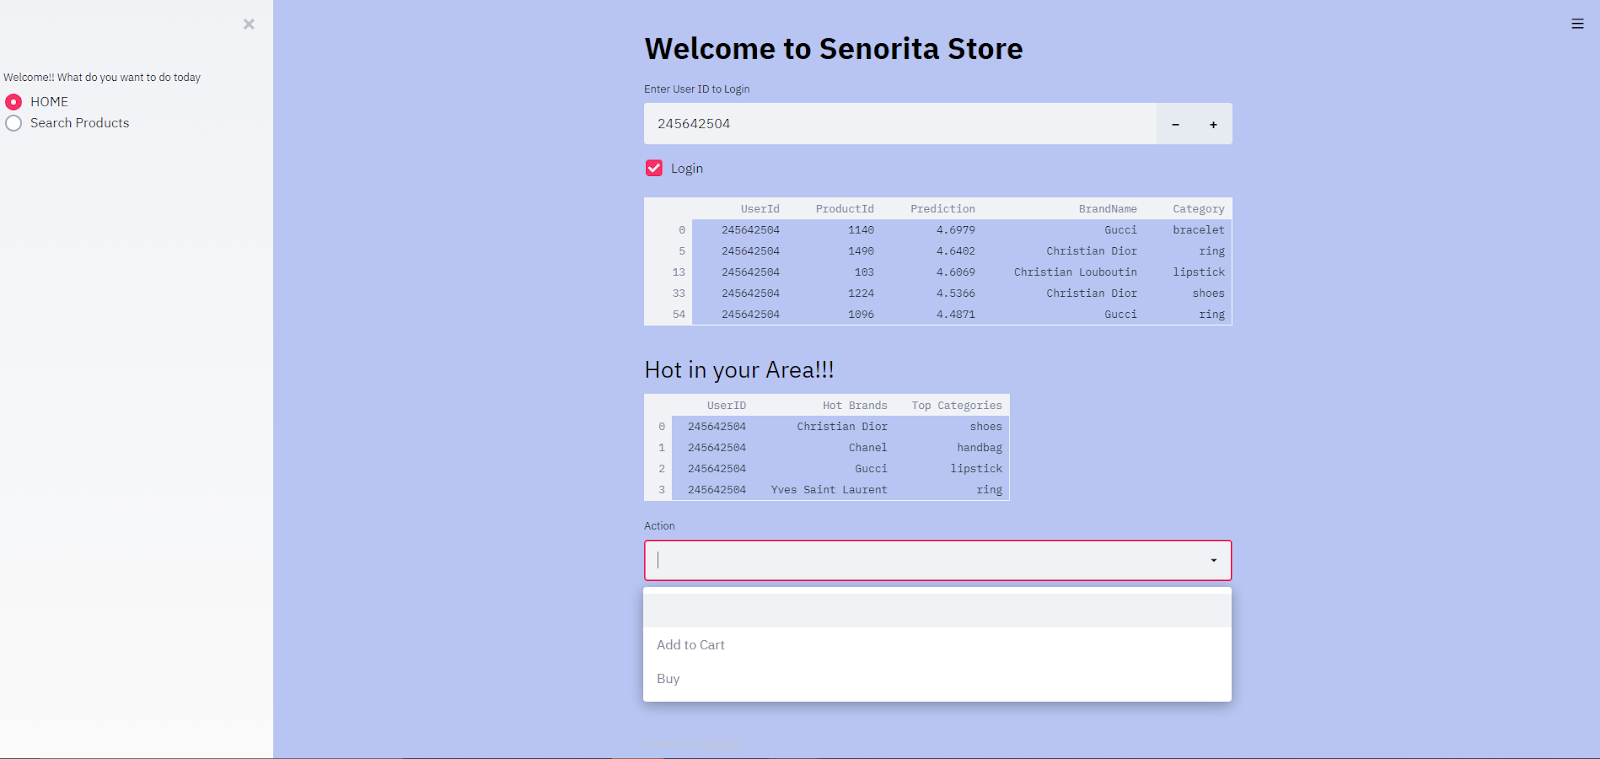 Welcome!! What do you want to do today
HOME
Search Products
Welcome to Senorita Store
Enter User ID to Login
245642504
− +
Login
UserId ProductId Prediction BrandName Category
0 245642504 1140 4.6979 Gucci bracelet
5 245642504 1490 4.6402 Christian Dior ring
13 245642504 103 4.6069 Christian Louboutin lipstick
33 245642504 1224 4.5366 Christian Dior shoes
54 245642504 1096 4.4871 Gucci ring
Hot in your Area!!!
UserID Hot Brands Top Categories
0 245642504 Christian Dior shoes
1 245642504 Chanel handbag
2 245642504 Gucci lipstick
3 245642504 Yves Saint Laurent ring
Action
Add to Cart
Buy